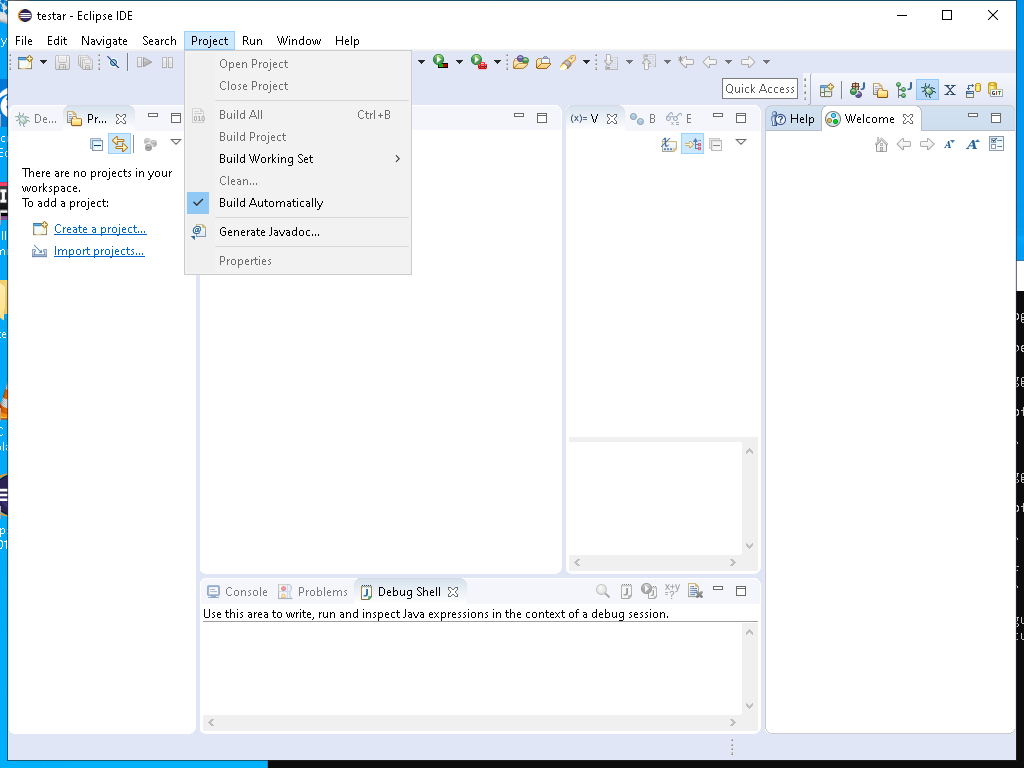 testar - Eclipse IDE
File Edit Navigate Search Project Run Window Help
Open Project
Close Project
Build All Ctrl+B
Build Project
Build Working Set
Clean...
Build Automatically
Generate Javadoc...
Properties
Quick Access
De...
Pr...
(x)= V
B
E
Help
Welcome
There are no projects in your
workspace.
To add a project:
Create a project...
Import projects...
Console
Problems
Debug Shell
Use this area to write, run and inspect Java expressions in the context of a debug session.